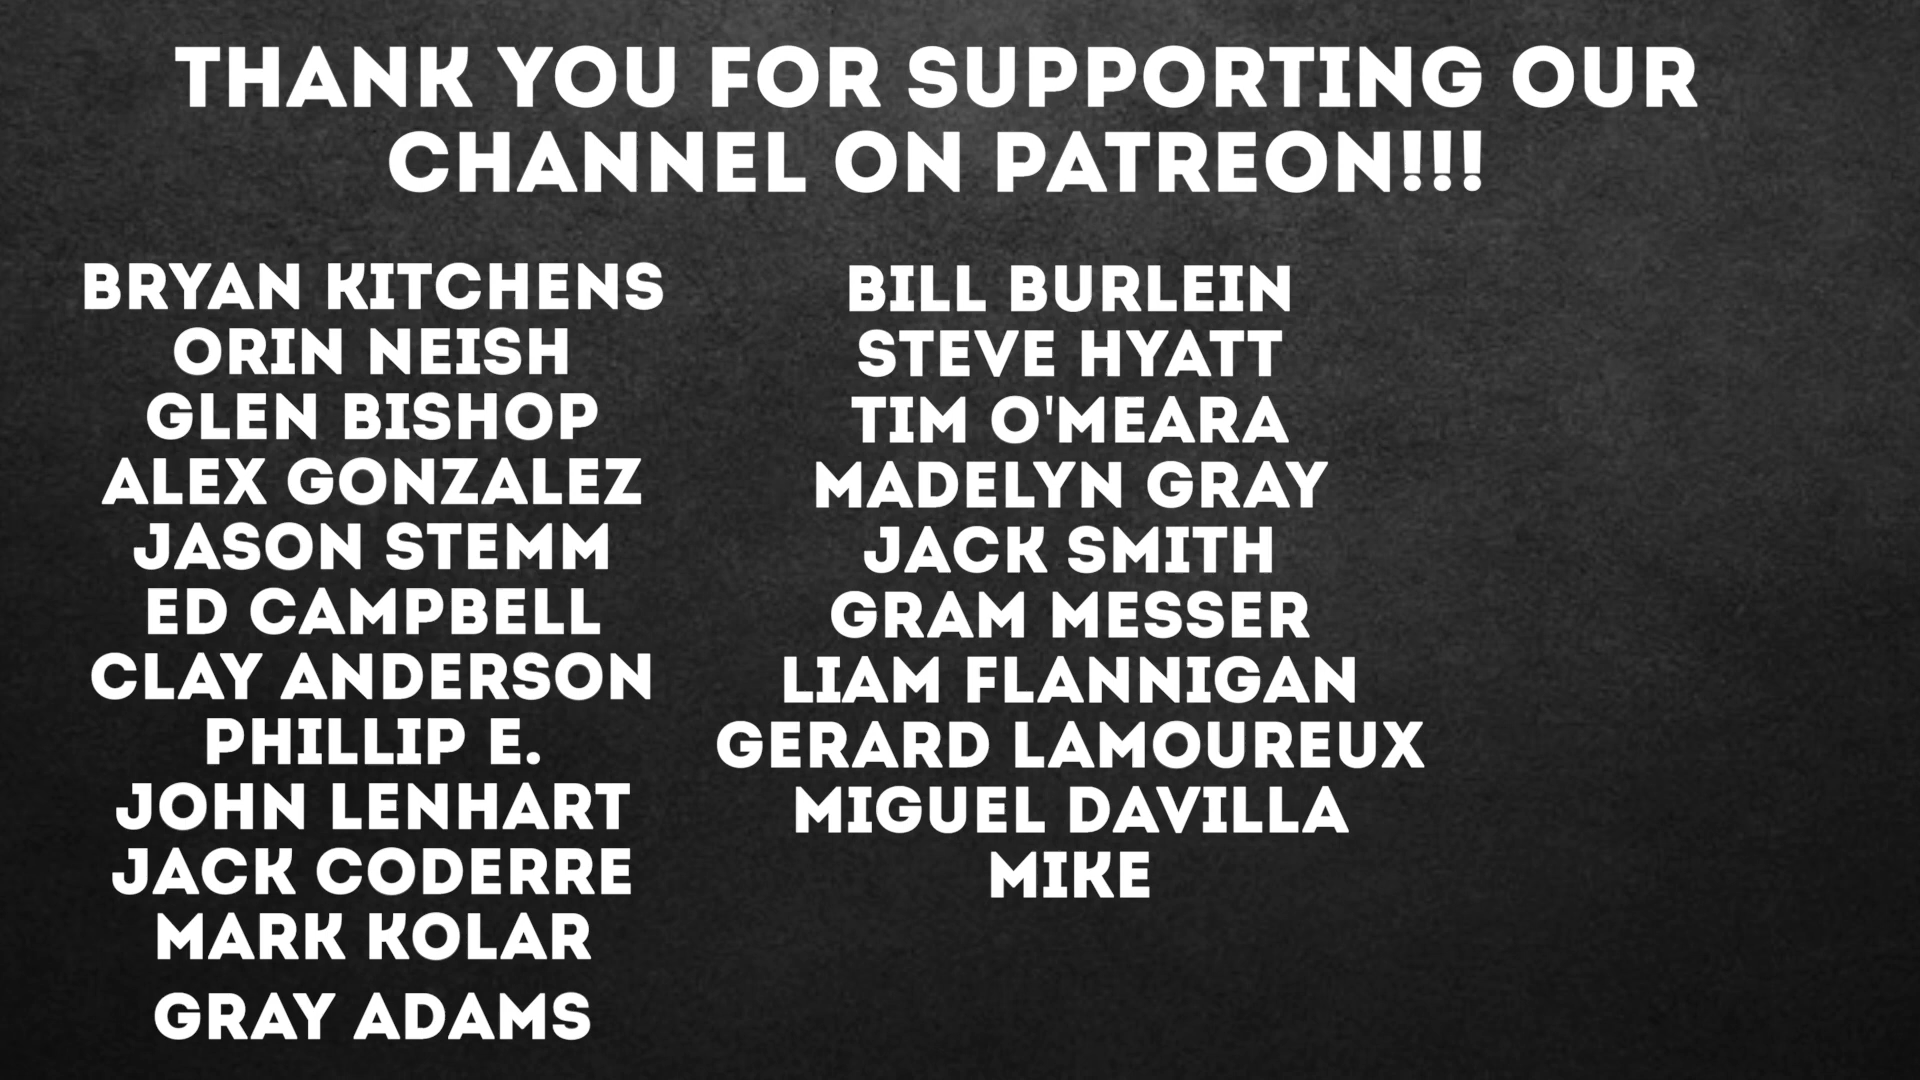 THANK YOU FOR SUPPORTING OUR
CHANNEL ON PATREON!!!
BRYAN KITCHENS
ORIN NEISH
GLEN BISHOP
ALEX GONZALEZ
JASON STEMM
ED CAMPBELL
CLAY ANDERSON
PHILLIP E.
JOHN LENHART
JACK CODERRE
MARK KOLAR
GRAY ADAMS
BILL BURLEIN
STEVE HYATT
TIM O'MEARA
MADELYN GRAY
JACK SMITH
GRAM MESSER
LIAM FLANNIGAN
GERARD LAMOUREUX
MIGUEL DAVILLA
MIKE